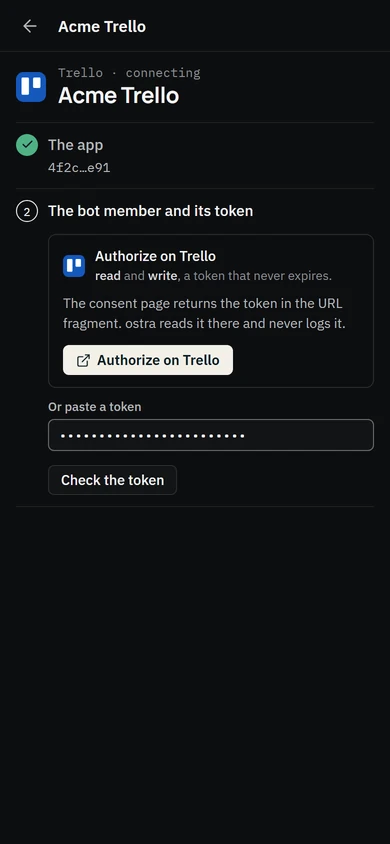 Acme Trello
Trello · connecting
Acme Trello
The app
4f2c…e91
2 The bot member and its token
Authorize on Trello
read and write, a token that never expires.
The consent page returns the token in the URL
fragment. ostra reads it there and never logs it.
Authorize on Trello
Or paste a token
••••••••••••••••••••••••
Check the token